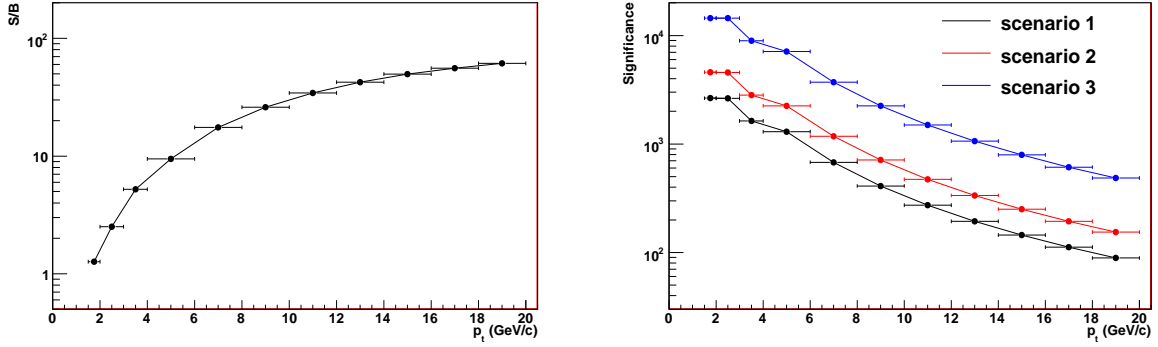 S/B
10²
10
1
0 2 4 6 8 10 12 14 16 18 20
p_t (GeV/c)
Significance
10⁴
10³
10²
scenario 1
scenario 2
scenario 3
0 2 4 6 8 10 12 14 16 18 20
p_t (GeV/c)